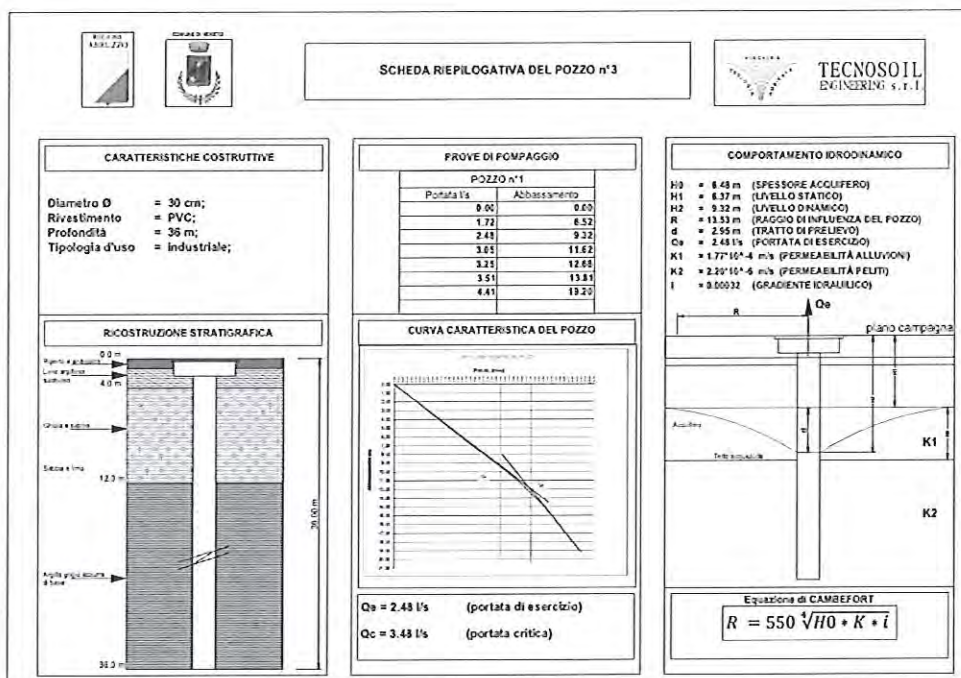 REGIONE
ABRUZZO
SCHEDA RIEPILOGATIVA DEL POZZO n°3
TECNOSOIL
ENGINEERING s.r.l.
CARATTERISTICHE COSTRUTTIVE
Diametro Ø = 30 cm;
Rivestimento = PVC;
Profondità = 36 m;
Tipologia d'uso = industriale;
RICOSTRUZIONE STRATIGRAFICA
0.0 m
4.0 m
Ghiaia e sabbia
Sabbia e limo
12.0 m
36.0 m
PROVE DI POMPAGGIO
POZZO n°1
Portata l/s Abbassamento
0.00 0.00
1.72 6.52
2.48 9.32
3.05 11.62
3.25 12.68
3.51 13.81
4.41 19.20
CURVA CARATTERISTICA DEL POZZO
Qe = 2.48 l/s (portata di esercizio)
Qc = 3.48 l/s (portata critica)
COMPORTAMENTO IDRODINAMICO
H0 = 6.48 m (SPESSORE ACQUIFERO)
H1 = 6.37 m (LIVELLO STATICO)
H2 = 9.32 m (LIVELLO DINAMICO)
R = 13.53 m (RAGGIO DI INFLUENZA DEL POZZO)
d = 2.95 m (TRATTO DI PRELIEVO)
Qe = 2.48 l/s (PORTATA DI ESERCIZIO)
K1 = 1.77*10^-4 m/s (PERMEABILITÀ ALLUVIONI)
K2 = 2.20*10^-6 m/s (PERMEABILITÀ PELITI)
i = 0.00032 (GRADIENTE IDRAULICO)
Qe
R
plano campagna
d
Acquifero
K1
K2
Equazione di CAMBEFORT
R = 550 ∜H0 * K * i